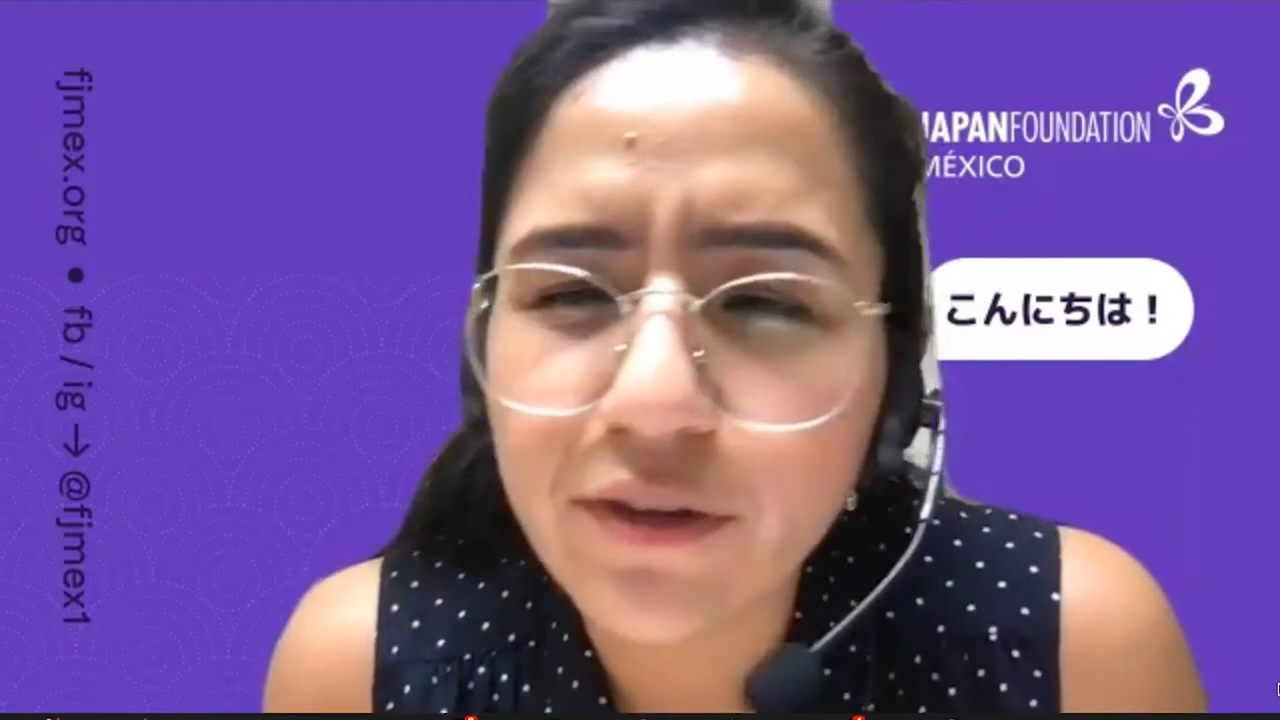 fjmex.org • fb / ig → @fjmex1
JAPANFOUNDATION
MÉXICO
こんにちは！